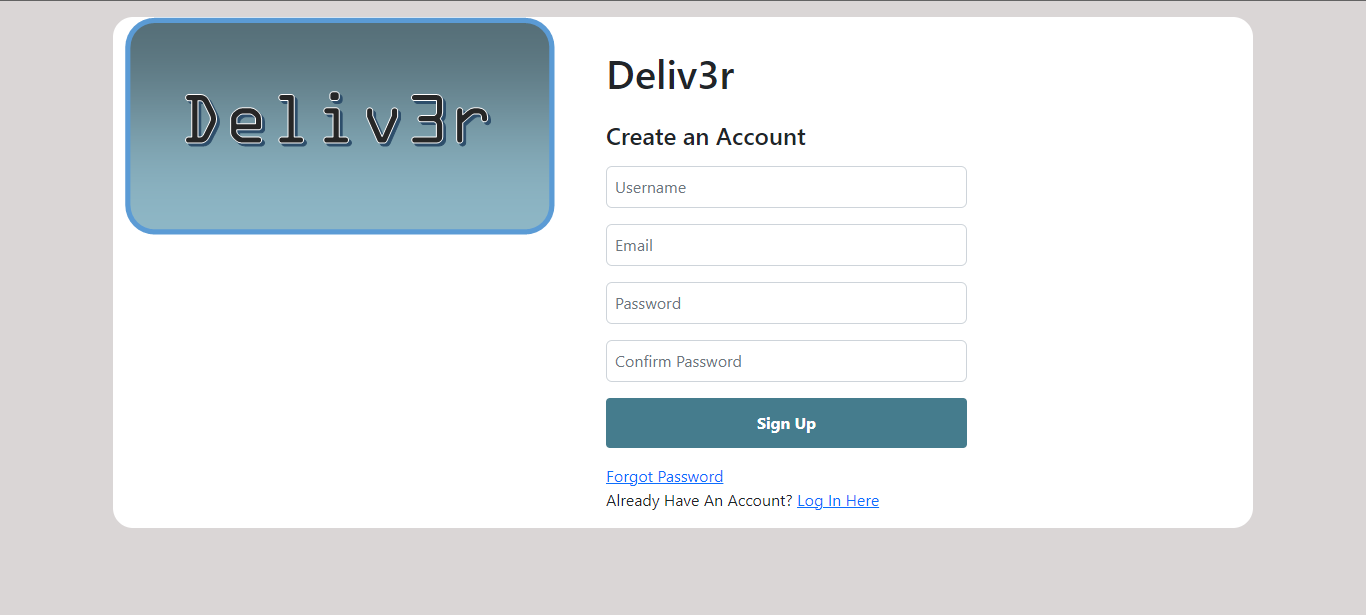 Deliv3r
Deliv3r
Create an Account
Username
Email
Password
Confirm Password
Sign Up
Forgot Password
Already Have An Account? Log In Here